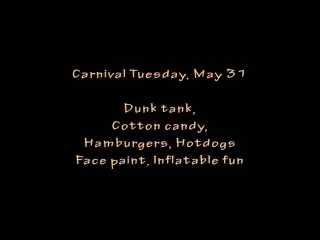 Carnival Tuesday, May 31
Dunk tank,
Cotton candy,
Hamburgers, Hotdogs
Face paint, Inflatable fun